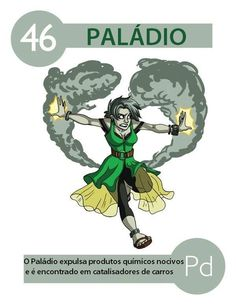 46
PALÁDIO
O Paládio expulsa produtos químicos nocivos
e é encontrado em catalisadores de carros
Pd